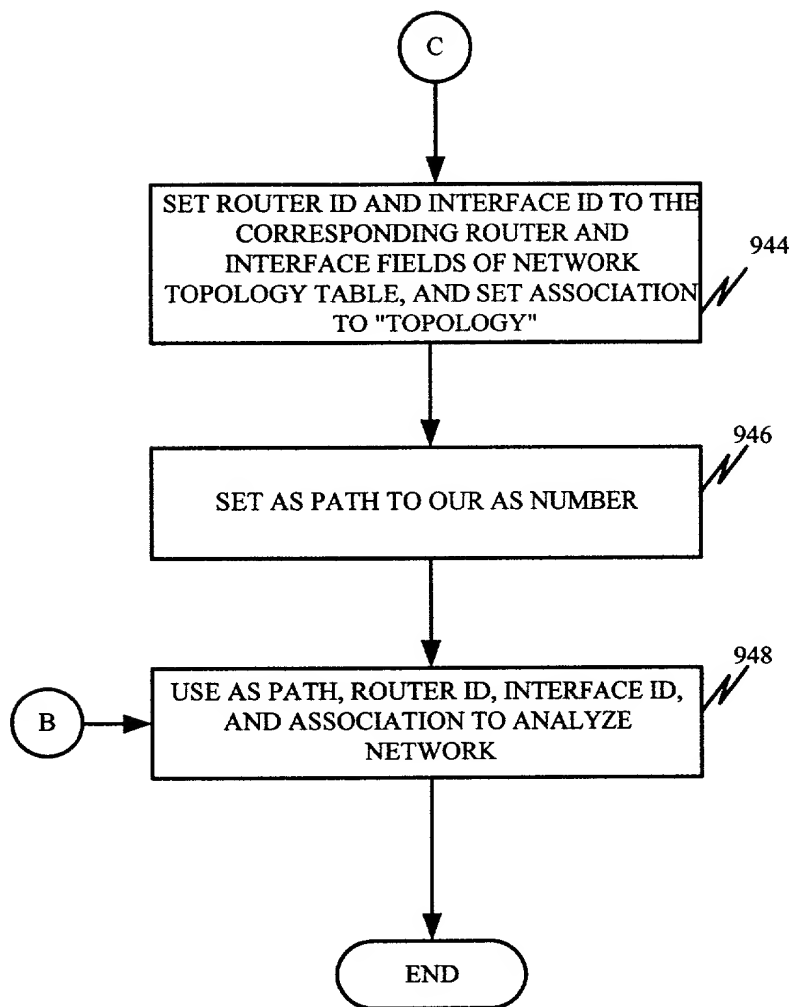 C
SET ROUTER ID AND INTERFACE ID TO THE
CORRESPONDING ROUTER AND
INTERFACE FIELDS OF NETWORK
TOPOLOGY TABLE, AND SET ASSOCIATION
TO "TOPOLOGY"
944
SET AS PATH TO OUR AS NUMBER
946
B
USE AS PATH, ROUTER ID, INTERFACE ID,
AND ASSOCIATION TO ANALYZE
NETWORK
948
END